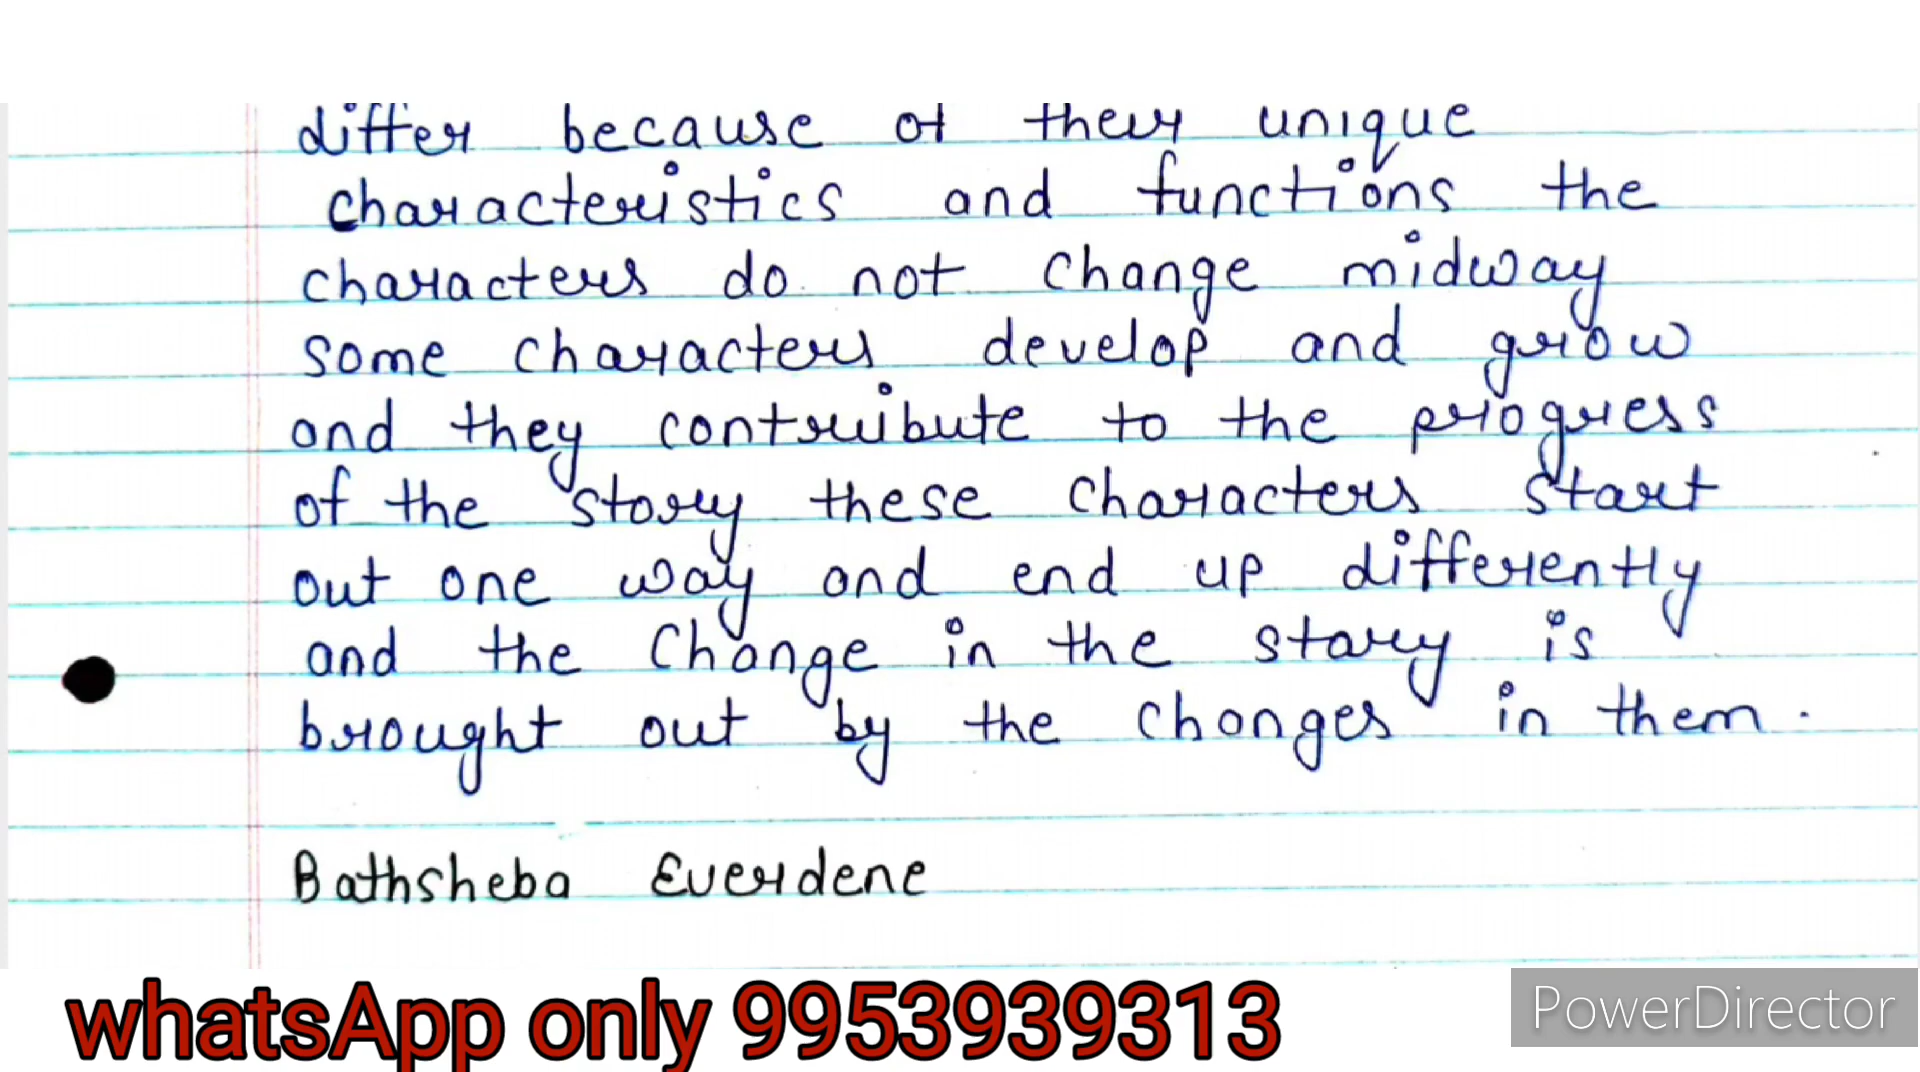 differ because of their unique
characteristics and functions the
characters do not change midway
some characters develop and grow
and they contribute to the progress
of the story these characters start
out one way and end up differently
and the change in the story is
brought out by the changes in them.
Bathsheba Everdene
whatsApp only 9953939313
PowerDirector